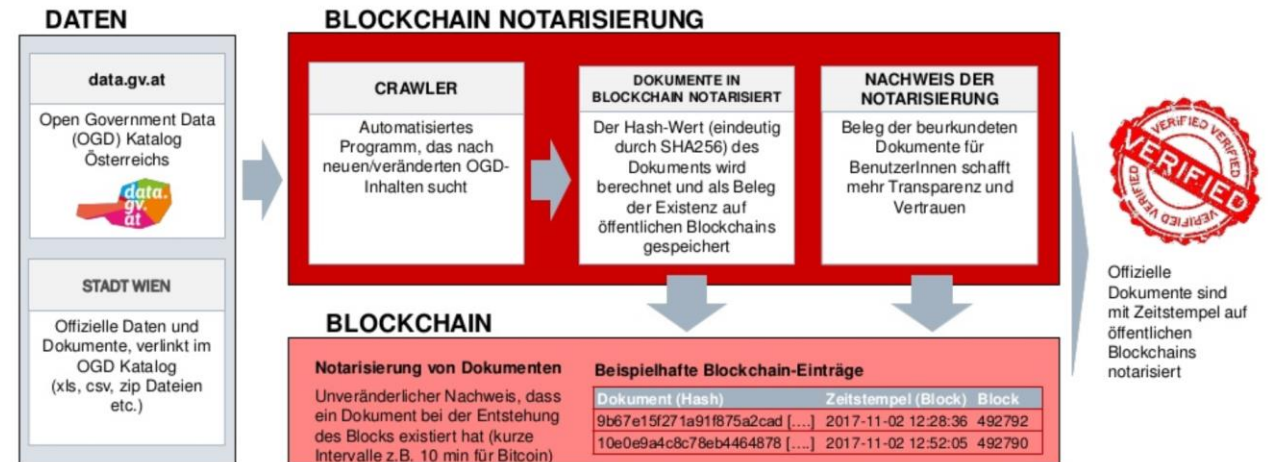 DATEN
data.gv.at
Open Government Data
(OGD) Katalog
Österreichs
data.
gv.
at
STADT WIEN
Offizielle Daten und
Dokumente, verlinkt im
OGD Katalog
(xls, csv, zip Dateien
etc.)
BLOCKCHAIN NOTARISIERUNG
CRAWLER
Automatisiertes
Programm, das nach
neuen/veränderten OGD-
Inhalten sucht
DOKUMENTE IN
BLOCKCHAIN NOTARISIERT
Der Hash-Wert (eindeutig
durch SHA256) des
Dokuments wird
berechnet und als Beleg
der Existenz auf
öffentlichen Blockchains
gespeichert
NACHWEIS DER
NOTARISIERUNG
Beleg der beurkundeten
Dokumente für
BenutzerInnen schafft
mehr Transparenz und
Vertrauen
BLOCKCHAIN
Notarisierung von Dokumenten
Unveränderlicher Nachweis, dass
ein Dokument bei der Entstehung
des Blocks existiert hat (kurze
Intervalle z.B. 10 min für Bitcoin)
Beispielhafte Blockchain-Einträge
Dokument (Hash) Zeitstempel (Block) Block
9b67e15f271a91f875a2cad [....] 2017-11-02 12:28:36 492792
10e0e9a4c8c78eb4464878 [....] 2017-11-02 12:52:05 492790
VERIFIED VERIFIED
VERIFIED
VERIFIED VERIFIED
Offizielle
Dokumente sind
mit Zeitstempel auf
öffentlichen
Blockchains
notarisiert